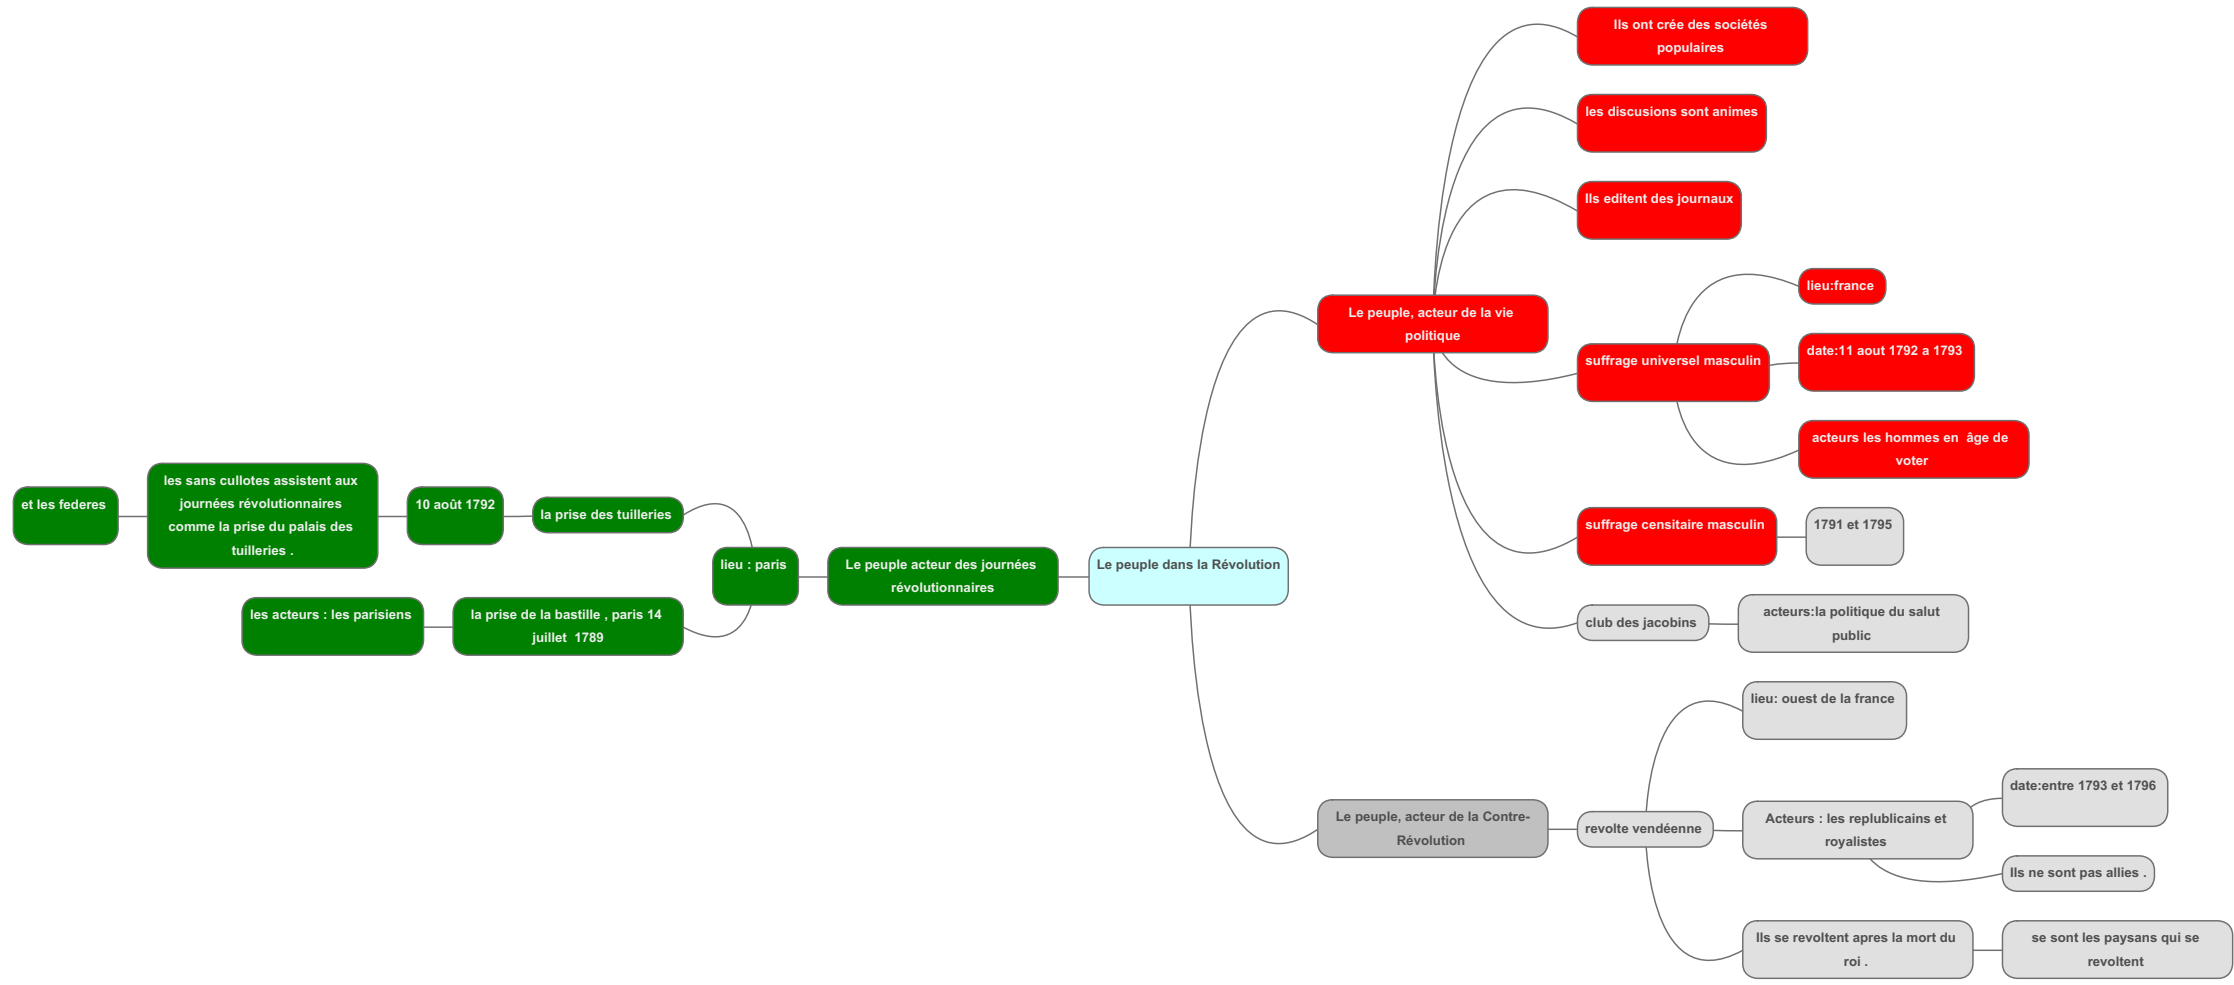 Le peuple dans la Révolution
Le peuple, acteur de la vie
politique
Ils ont crée des sociétés
populaires
les discusions sont animes
Ils editent des journaux
suffrage universel masculin
lieu:france
date:11 aout 1792 a 1793
acteurs les hommes en âge de
voter
suffrage censitaire masculin
1791 et 1795
club des jacobins
acteurs:la politique du salut
public
Le peuple, acteur de la Contre-
Révolution
revolte vendéenne
lieu: ouest de la france
Acteurs : les republicains et
royalistes
date:entre 1793 et 1796
Ils ne sont pas allies .
Ils se revoltent apres la mort du
roi .
se sont les paysans qui se
revoltent
Le peuple acteur des journées
révolutionnaires
lieu : paris
la prise des tuilleries
10 août 1792
les sans cullotes assistent aux
journées révolutionnaires
comme la prise du palais des
tuilleries .
et les federes
la prise de la bastille , paris 14
juillet 1789
les acteurs : les parisiens